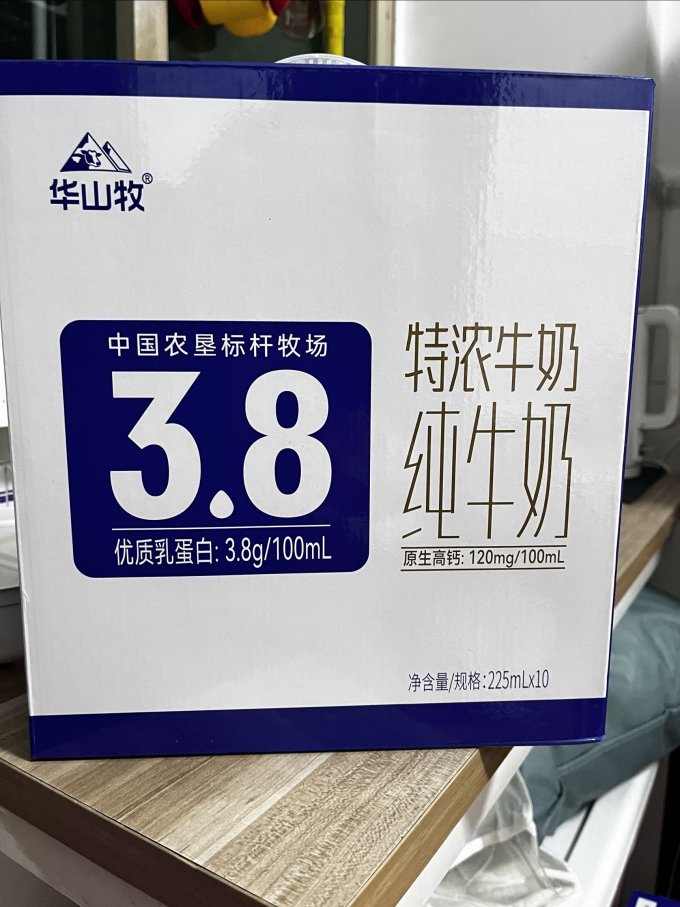 华山牧®
中国农垦标杆牧场
3.8
优质乳蛋白: 3.8g/100mL
特浓牛奶
纯牛奶
原生高钙: 120mg/100mL
净含量/规格: 225mLx10